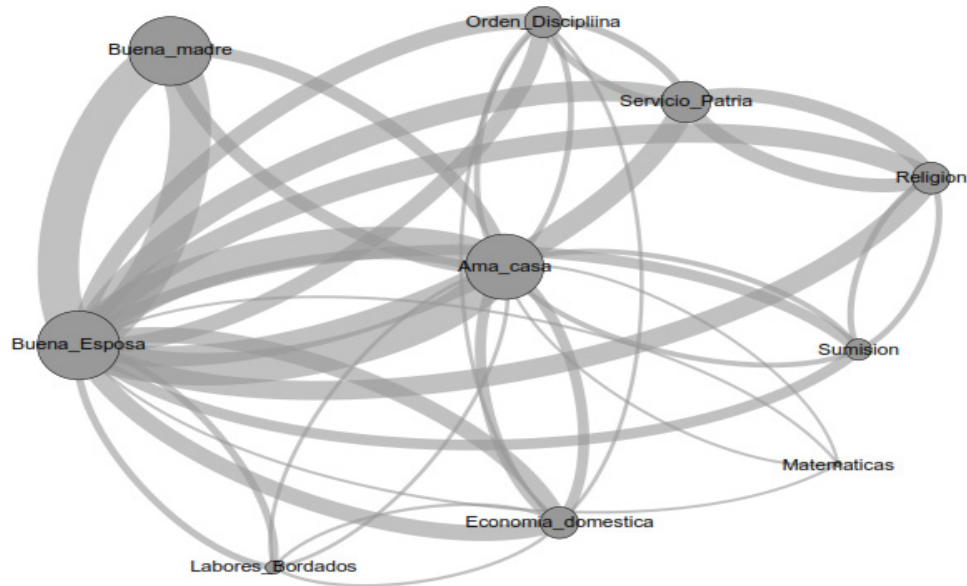 Orden_Discipliina
Buena_madre
Servicio_Patria
Religion
Ama_casa
Buena_Esposa
Sumision
Matematicas
Economia_domestica
Labores_Bordados